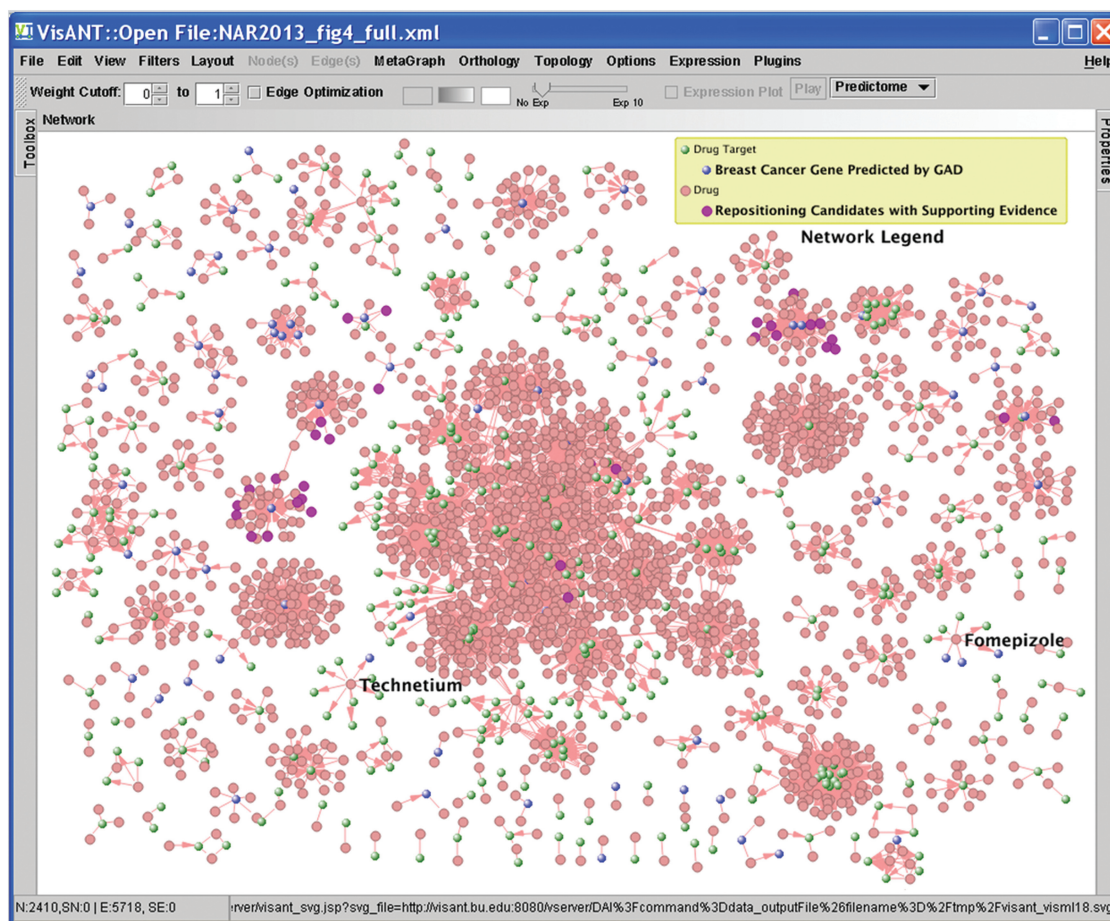 VisANT::Open File:NAR2013_fig4_full.xml
File Edit View Filters Layout Node(s) Edge(s) MetaGraph Orthology Topology Options Expression Plugins Help
Weight Cutoff: 0 to 1 Edge Optimization No Exp Exp 10 Expression Plot Play Predictome
Toolbox
Network
Properties
Drug Target
Breast Cancer Gene Predicted by GAD
Drug
Repositioning Candidates with Supporting Evidence
Network Legend
Fomepizole
Technetium
N:2410,SN:0 | E:5718, SE:0 rver/visant_svg.jsp?svg_file=http://visant.bu.edu:8080/vserver/DAI%3Fcommand%3Ddata_outputFile%26filename%3D%2Ftmp%2Fvisant_visml18.svg